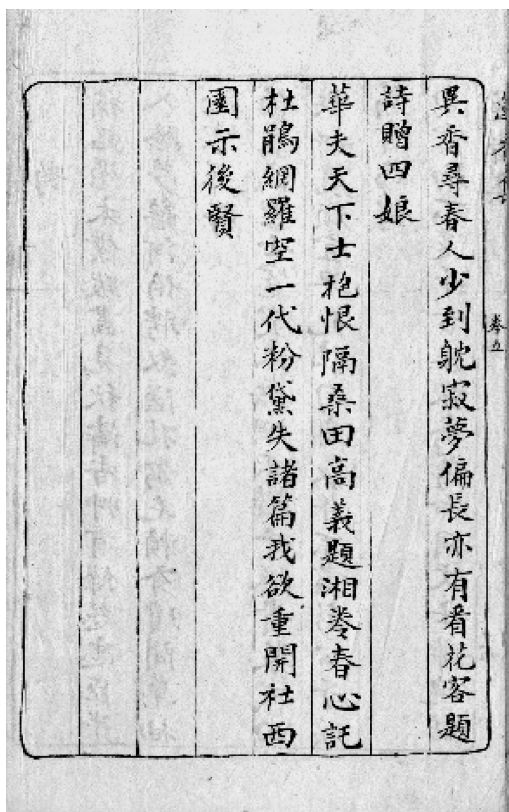 卷五
異香尋春人少到躭寂夢偏長亦有看花客題
詩贈四娘
華夫天下士抱恨隔桑田高義題湘卷春心託
杜鵑網羅空一代粉黛失諸篇我欲重開社西
園示後賢